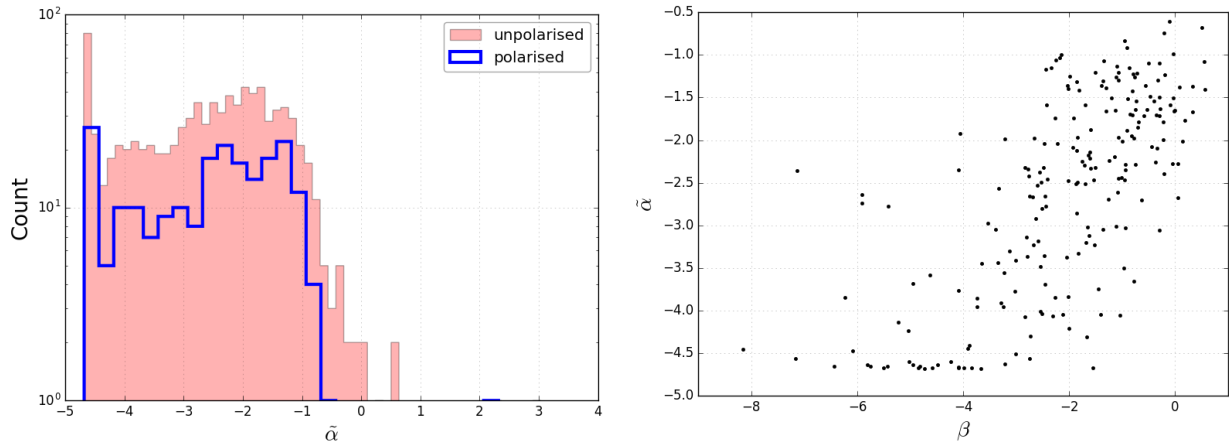 10²
10¹
10⁰
Count
−5 −4 −3 −2 −1 0 1 2 3 4
α̃
unpolarised
polarised
−0.5
−1.0
−1.5
−2.0
−2.5
−3.0
−3.5
−4.0
−4.5
−5.0
α̃
−8 −6 −4 −2 0
β